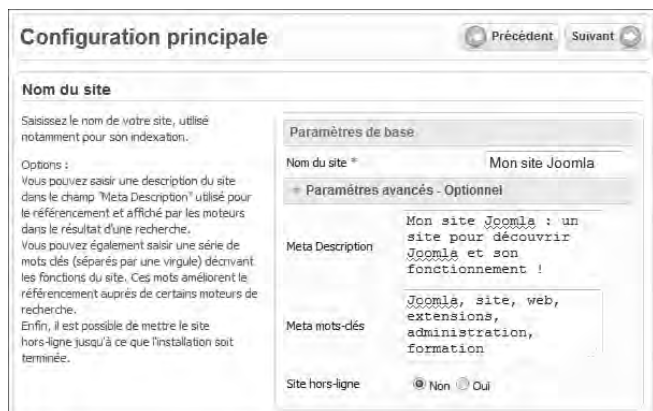 Configuration principale
Précédent
Suivant
Nom du site
Saisissez le nom de votre site, utilisé
notamment pour son indexation.
Options :
Vous pouvez saisir une description du site
dans le champ "Meta Description" utilisé pour
le référencement et affiché par les moteurs
dans le résultat d'une recherche.
Vous pouvez également saisir une série de
mots clés (séparés par une virgule) décrivant
les fonctions du site. Ces mots améliorent le
référencement auprès de certains moteurs de
recherche.
Enfin, il est possible de mettre le site
hors-ligne jusqu'à ce que l'installation soit
terminée.
Paramètres de base
Nom du site *
Mon site Joomla
Paramètres avancés - Optionnel
Meta Description
Mon site Joomla : un
site pour découvrir
Joomla et son
fonctionnement !
Meta mots-clés
Joomla, site, web,
extensions,
administration,
formation
Site hors-ligne
Non
Oui